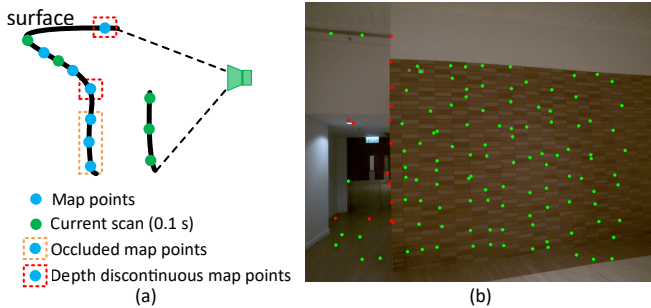 surface
Map points
Current scan (0.1 s)
Occluded map points
Depth discontinuous map points
(a)
(b)